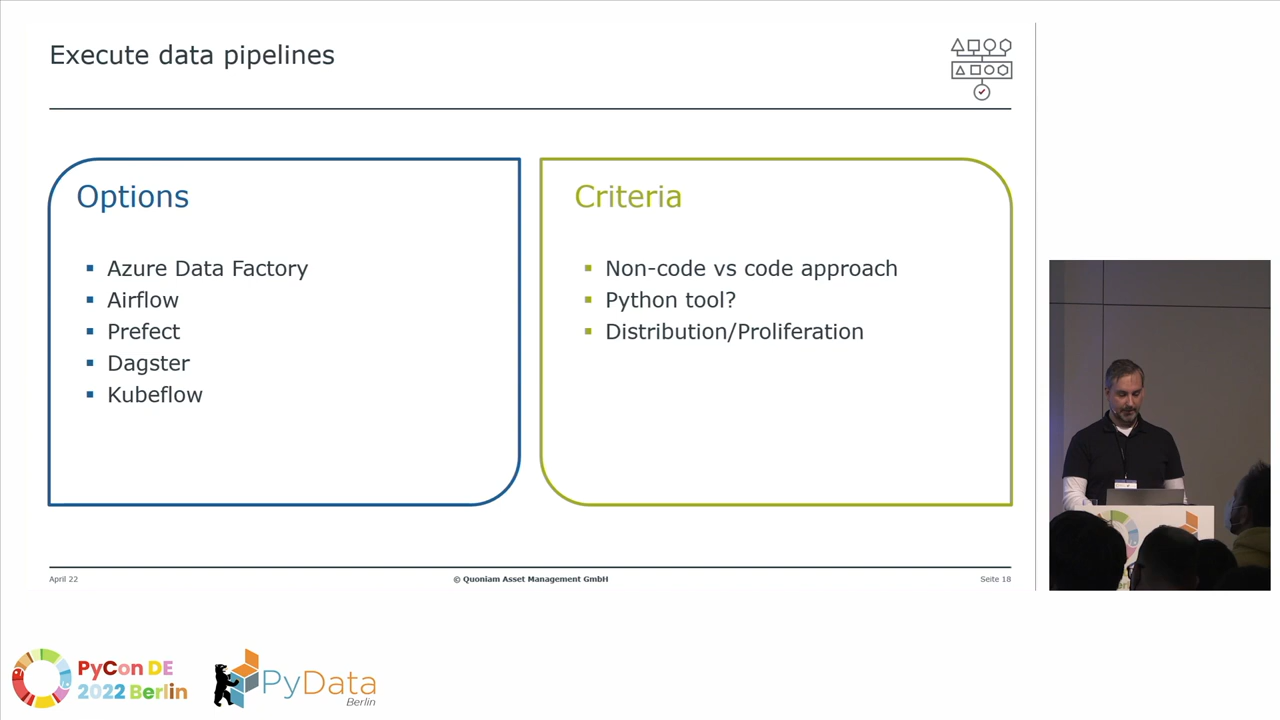 Execute data pipelines
Options
Azure Data Factory
Airflow
Prefect
Dagster
Kubeflow
Criteria
Non-code vs code approach
Python tool?
Distribution/Proliferation
April 22
© Quoniam Asset Management GmbH
Seite 18
PyCon DE
2022 Berlin
PyData
Berlin